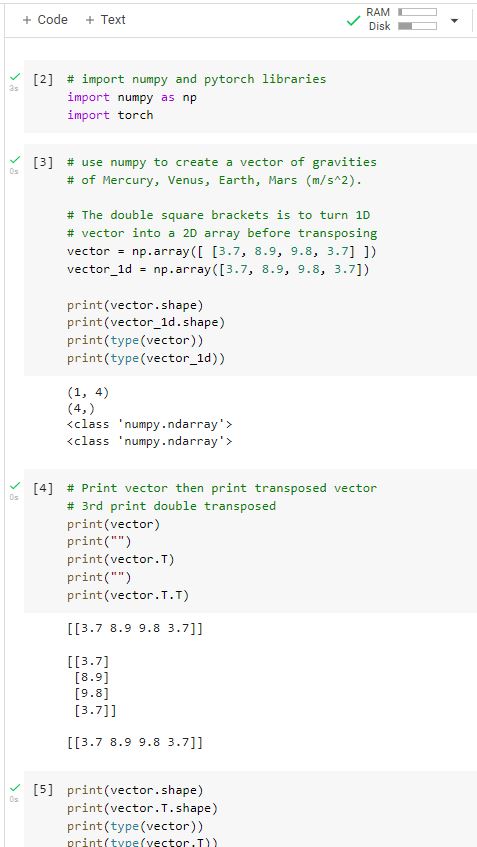 + Code + Text
RAM
Disk
3s
[2] # import numpy and pytorch libraries
import numpy as np
import torch
0s
[3] # use numpy to create a vector of gravities
# of Mercury, Venus, Earth, Mars (m/s^2).
# The double square brackets is to turn 1D
# vector into a 2D array before transposing
vector = np.array([ [3.7, 8.9, 9.8, 3.7] ])
vector_1d = np.array([3.7, 8.9, 9.8, 3.7])
print(vector.shape)
print(vector_1d.shape)
print(type(vector))
print(type(vector_1d))
(1, 4)
(4,)
<class 'numpy.ndarray'>
<class 'numpy.ndarray'>
0s
[4] # Print vector then print transposed vector
# 3rd print double transposed
print(vector)
print("")
print(vector.T)
print("")
print(vector.T.T)
[[3.7 8.9 9.8 3.7]]
[[3.7]
[8.9]
[9.8]
[3.7]]
[[3.7 8.9 9.8 3.7]]
0s
[5] print(vector.shape)
print(vector.T.shape)
print(type(vector))
print(type(vector.T))